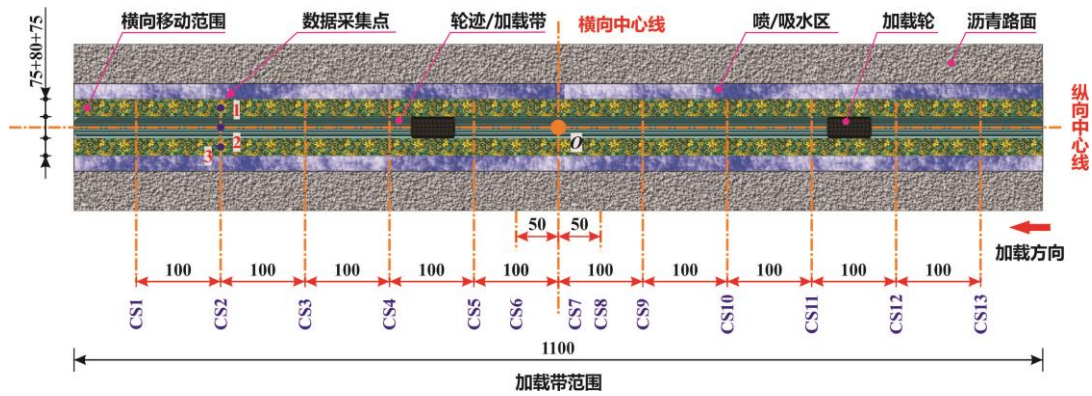 横向移动范围
数据采集点
轮迹/加载带
横向中心线
喷/吸水区
加载轮
沥青路面
75+80+75
纵向中心线
1
2
3
O
50
50
加载方向
100
100
100
100
100
100
100
100
100
100
CS1
CS2
CS3
CS4
CS5
CS6
CS7
CS8
CS9
CS10
CS11
CS12
CS13
1100
加载带范围